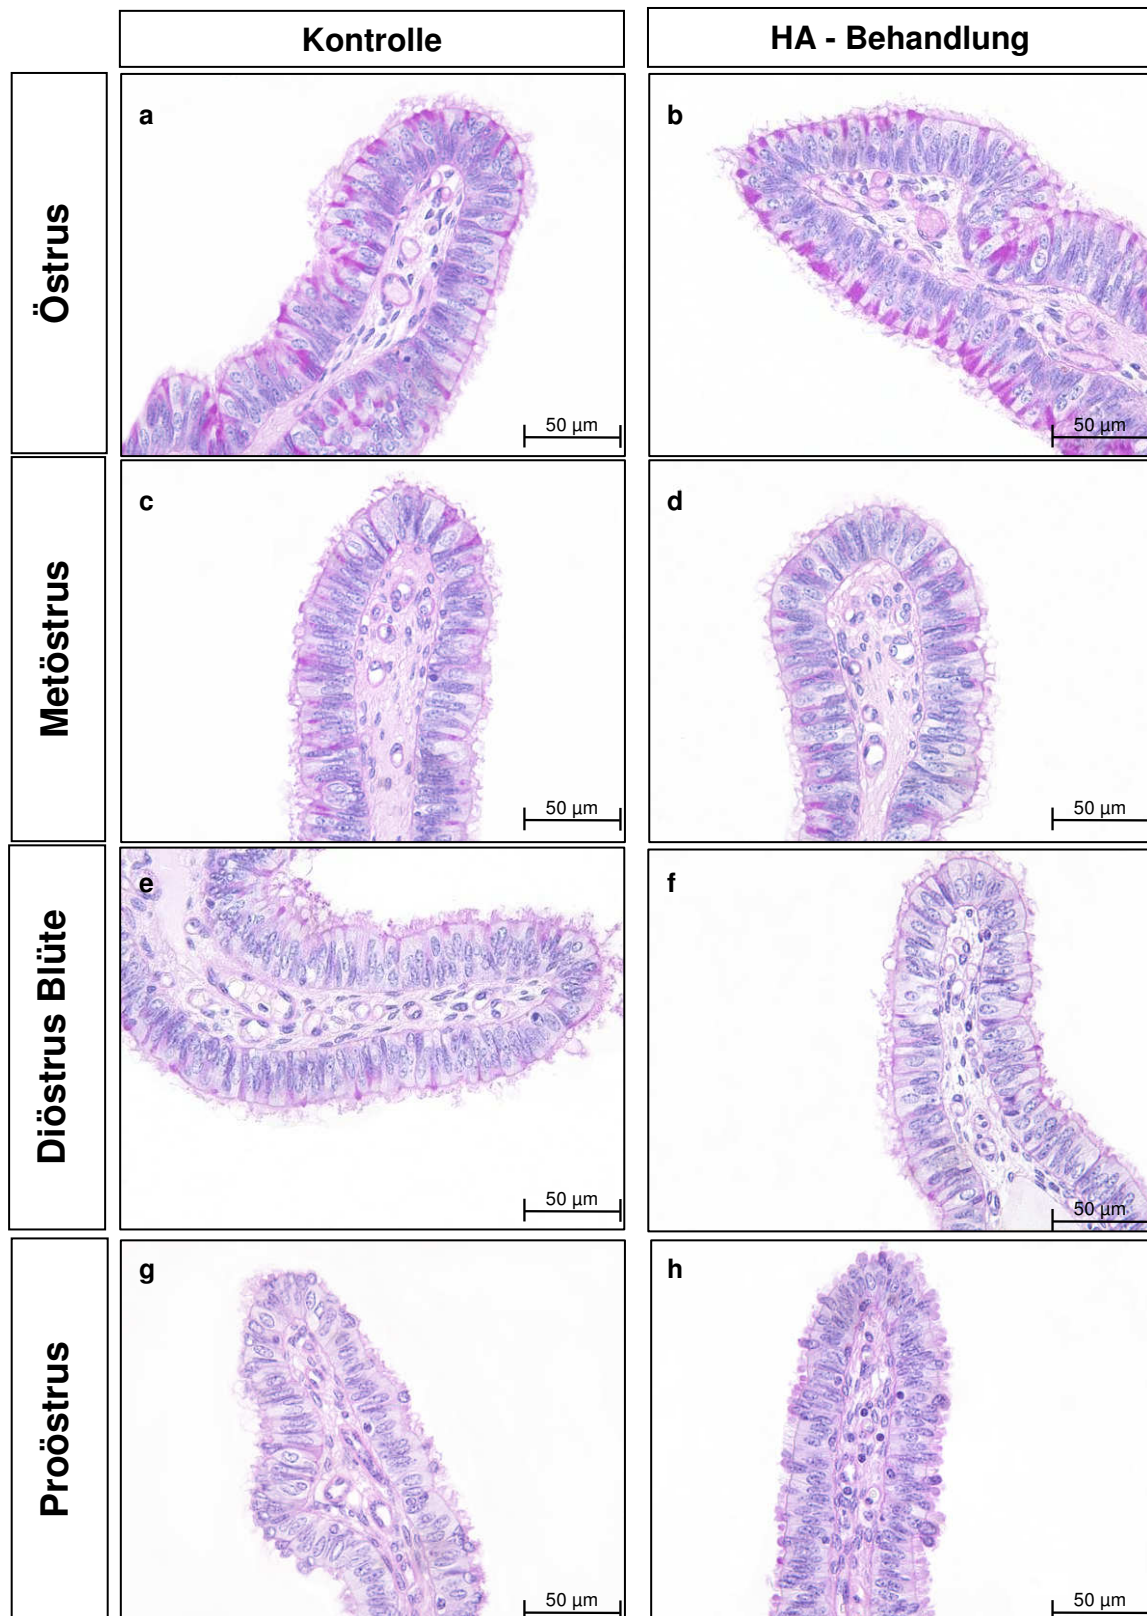 Kontrolle
HA - Behandlung
Östrus
a
50 µm
b
50 µm
Metöstrus
c
50 µm
d
50 µm
Diöstrus Blüte
e
50 µm
f
50 µm
Proöstrus
g
50 µm
h
50 µm